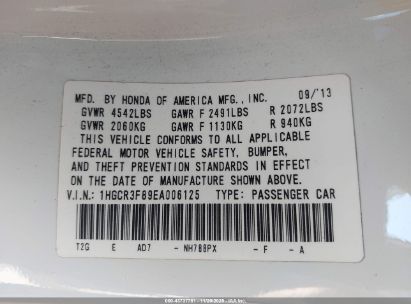 MFD. BY HONDA OF AMERICA MFG., INC. 09/'13
GVWR 4542LBS GAWR F 2491LBS R 2072LBS
GVWR 2060KG GAWR F 1130KG R 940KG
THIS VEHICLE CONFORMS TO ALL APPLICABLE
FEDERAL MOTOR VEHICLE SAFETY, BUMPER,
AND THEFT PREVENTION STANDARDS IN EFFECT
ON THE DATE OF MANUFACTURE SHOWN ABOVE.
V.I.N.: 1HGCR3F89EA006125 TYPE: PASSENGER CAR
T2G E AD7 - NH788PX - F - A